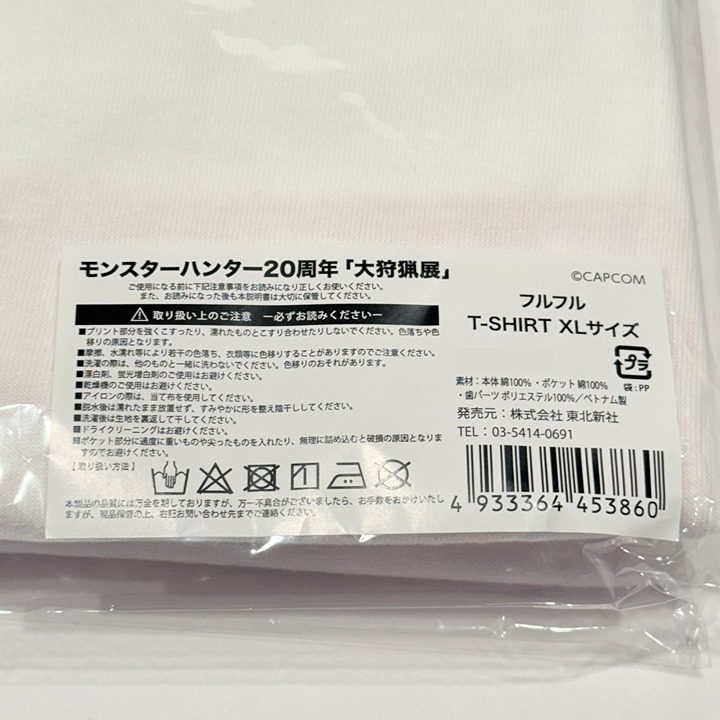 モンスターハンター20周年「大狩猟展」
ご使用になる前に下記注意事項をお読みになり正しくお使いください。
また、お読みになった後も本説明書は大切に保管してください。
取り扱い上のご注意 ー必ずお読みくださいー
■プリント部分を強くこすったり、濡れたものとこすり合わせたりしないでください。色落ちや色
移りの原因となります。
■摩擦、水濡れ等により若干の色落ち、衣類等に色移りすることがありますのでご注意ください。
■洗濯の際は、他のものと一緒に洗わないでください。色移りのおそれがあります。
■漂白剤、蛍光増白剤のご使用はお避けください。
■乾燥機のご使用はお避けください。
■アイロンの際は、当て布を使用してください。
■脱水後は濡れたまま放置せず、すみやかに形を整え陰干ししてください。
■洗濯後は生地を裏返して干してください。
■ドライクリーニングはお避けください。
■ポケット部分に過度に重いものや尖ったものを入れたり、無理に詰め込むと破損の原因となりま
すのでお避けください。
【取り扱い方法】
本製品の品質には万全を期しておりますが、万一不具合がございましたら、お手数をおかけいたし
ますが、現品保管の上、右記お問い合わせ先までご連絡ください。
©CAPCOM
フルフル
T-SHIRT XLサイズ
プラ
袋:PP
素材:本体 綿100%・ポケット 綿100%
・歯パーツ ポリエステル100%/ベトナム製
発売元:株式会社 東北新社
TEL:03-5414-0691
4 933364 453860